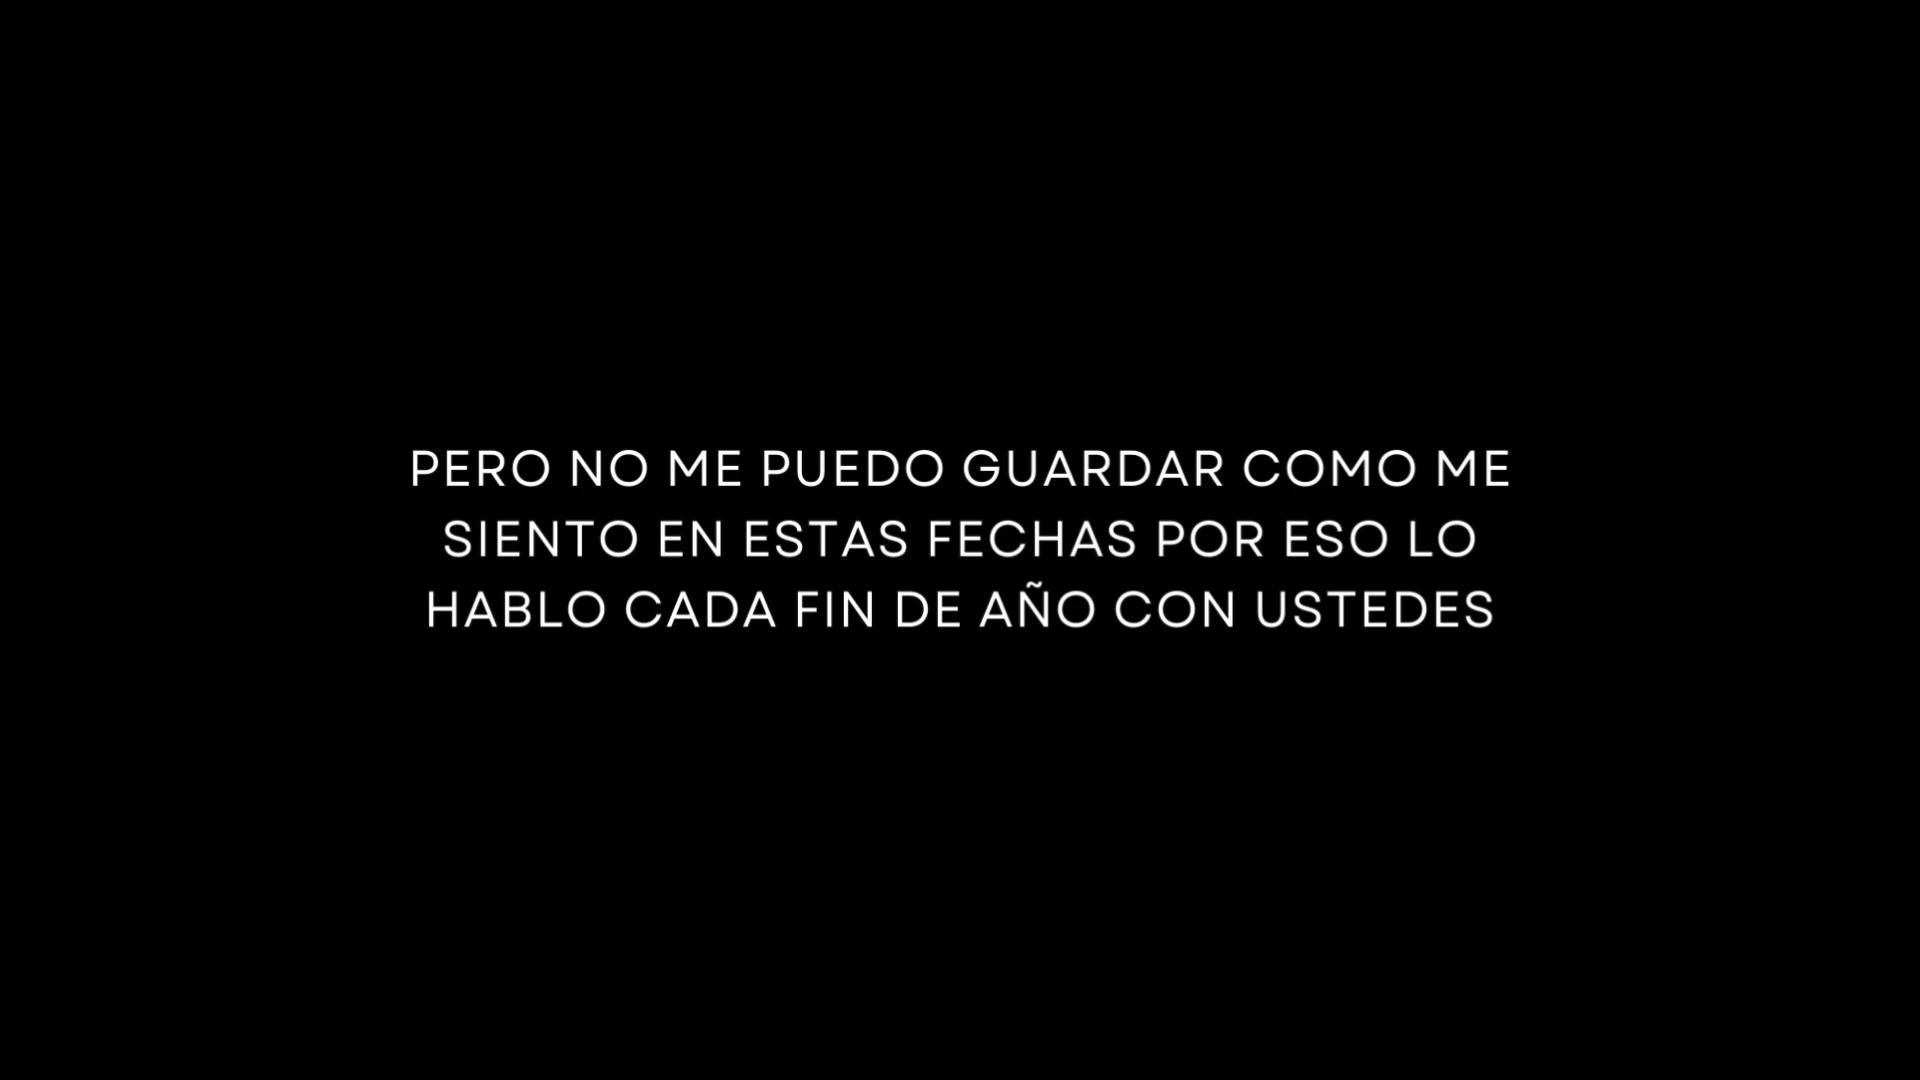 PERO NO ME PUEDO GUARDAR COMO ME
SIENTO EN ESTAS FECHAS POR ESO LO
HABLO CADA FIN DE AÑO CON USTEDES